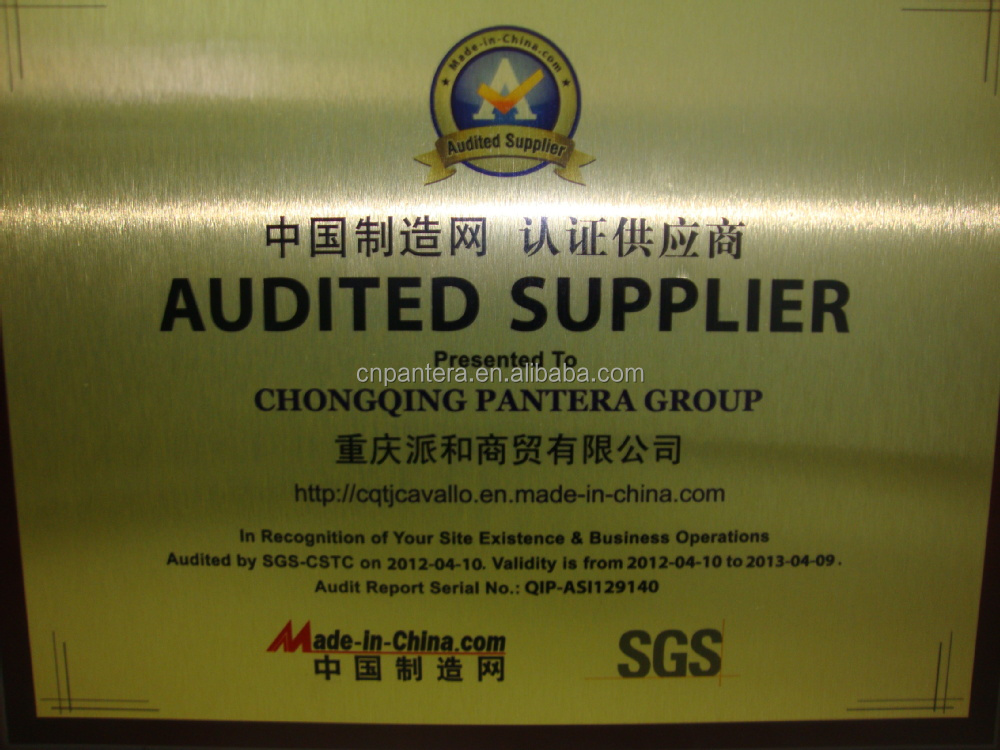 Made-in-China.com
A
Audited Supplier
中国制造网 认证供应商
AUDITED SUPPLIER
Presented To
cnpantera.en.alibaba.com
CHONGQING PANTERA GROUP
重庆派和商贸有限公司
http://cqtjcavallo.en.made-in-china.com
In Recognition of Your Site Existence & Business Operations
Audited by SGS-CSTC on 2012-04-10. Validity is from 2012-04-10 to 2013-04-09.
Audit Report Serial No.: QIP-ASI129140
Made-in-China.com
中国制造网
SGS